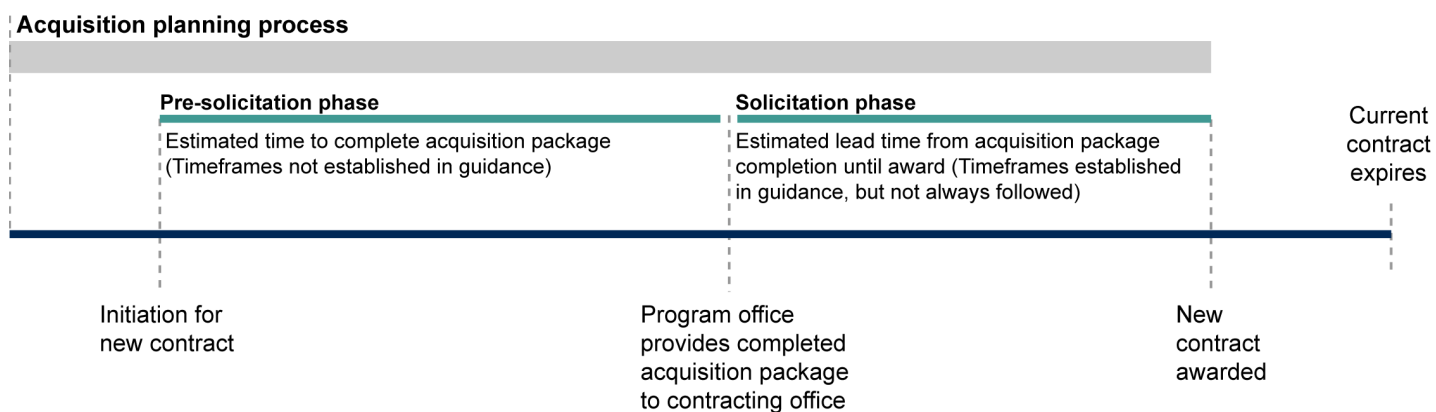 Acquisition planning process
Pre-solicitation phase
Estimated time to complete acquisition package
(Timeframes not established in guidance)
Solicitation phase
Estimated lead time from acquisition package
completion until award (Timeframes established
in guidance, but not always followed)
Current
contract
expires
Initiation for
new contract
Program office
provides completed
acquisition package
to contracting office
New
contract
awarded